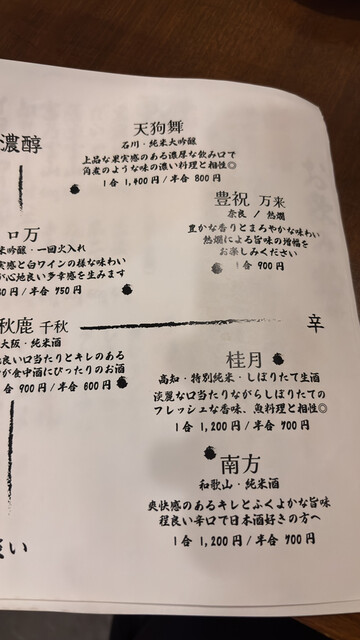 濃醇
天狗舞
石川・純米大吟醸
上品な果実感のある濃厚な飲み口で
角煮のような味の濃い料理と相性◎
1合 1,400円/半合 800円
豊祝 万来
奈良 / 熱燗
豊かな香りとまろやかな味わい
熱燗による旨味の増幅を
お楽しみください
1合 900円
ロ万
米吟醸・一回火入れ
実感と白ワインの様な味わい
が心地良い多幸感を生みます
50円/半合 750円
秋鹿 千秋
大阪・純米酒
良い口当たりとキレのある
が食中酒にぴったりのお酒
合 900円/半合 600円
辛
桂月
高知・特別純米・しぼりたて生酒
淡麗な口当たりながらしぼりたての
フレッシュな香味、魚料理と相性◎
1合 1,200円/半合 700円
南方
和歌山・純米酒
爽快感のあるキレとふくよかな旨味
程良い辛口で日本酒好きの方へ
1合 1,200円/半合 700円